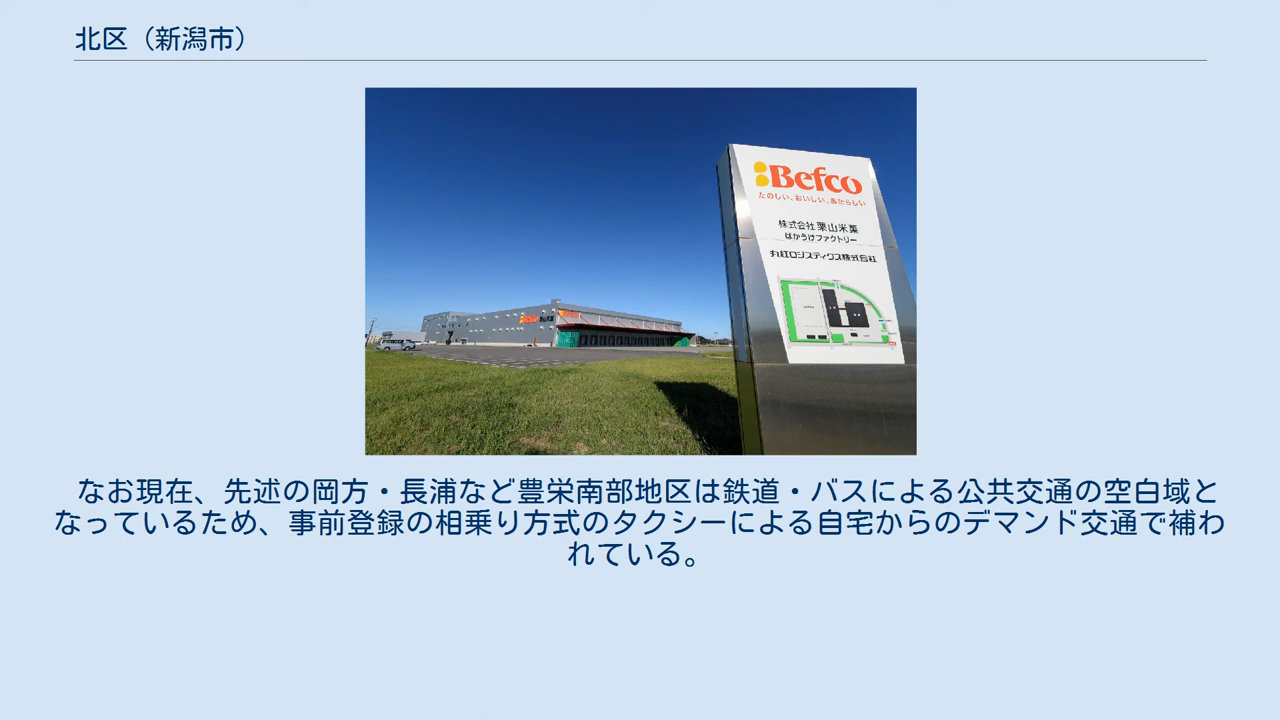 北区（新潟市）
Befco
たのしい、おいしい、あたらしい
株式会社 栗山米菓
ばかうけファクトリー
丸紅ロジスティクス株式会社
なお現在、先述の岡方・長浦など豊栄南部地区は鉄道・バスによる公共交通の空白域と
なっているため、事前登録の相乗り方式のタクシーによる自宅からのデマンド交通で補わ
れている。